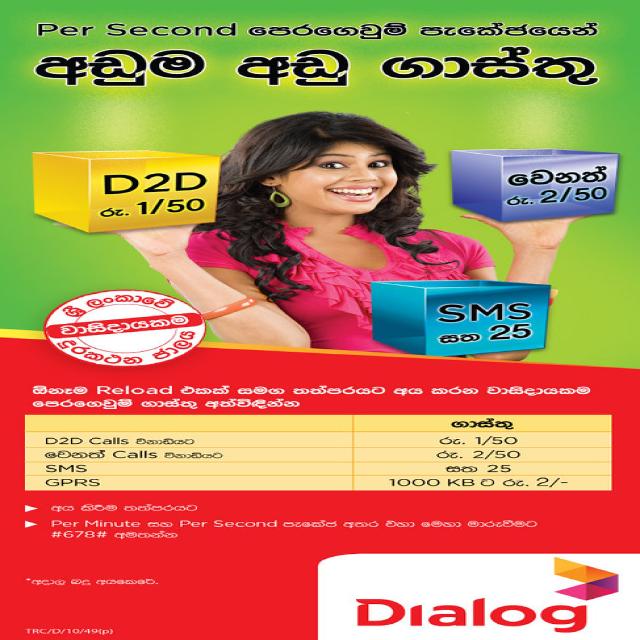 Per Second පෙරගෙවුම් පැකේජයෙන්
අඩුම අඩු ගාස්තු
D2D
රු. 1/50
වෙනත්
රු. 2/50
SMS
සත 25
ශ්‍රී ලංකාවේ
වාසිදායකම
දුරකථන ජාලය
ඕනෑම Reload එකක් සමග තත්පරයට අය කරන වාසිදායකම
පෙරගෙවුම් ගාස්තු අත්විඳින්න
ගාස්තු
D2D Calls විනාඩියට රු. 1/50
වෙනත් Calls විනාඩියට රු. 2/50
SMS සත 25
GPRS 1000 KB ට රු. 2/-
අය කිරීම තත්පරයට
Per Minute සහ Per Second පැකේජ අතර එහා මෙහා මාරුවීමට
#678# අමතන්න
*අදාල බදු අයකෙරේ.
Dialog
TRC/D/10/49(p)